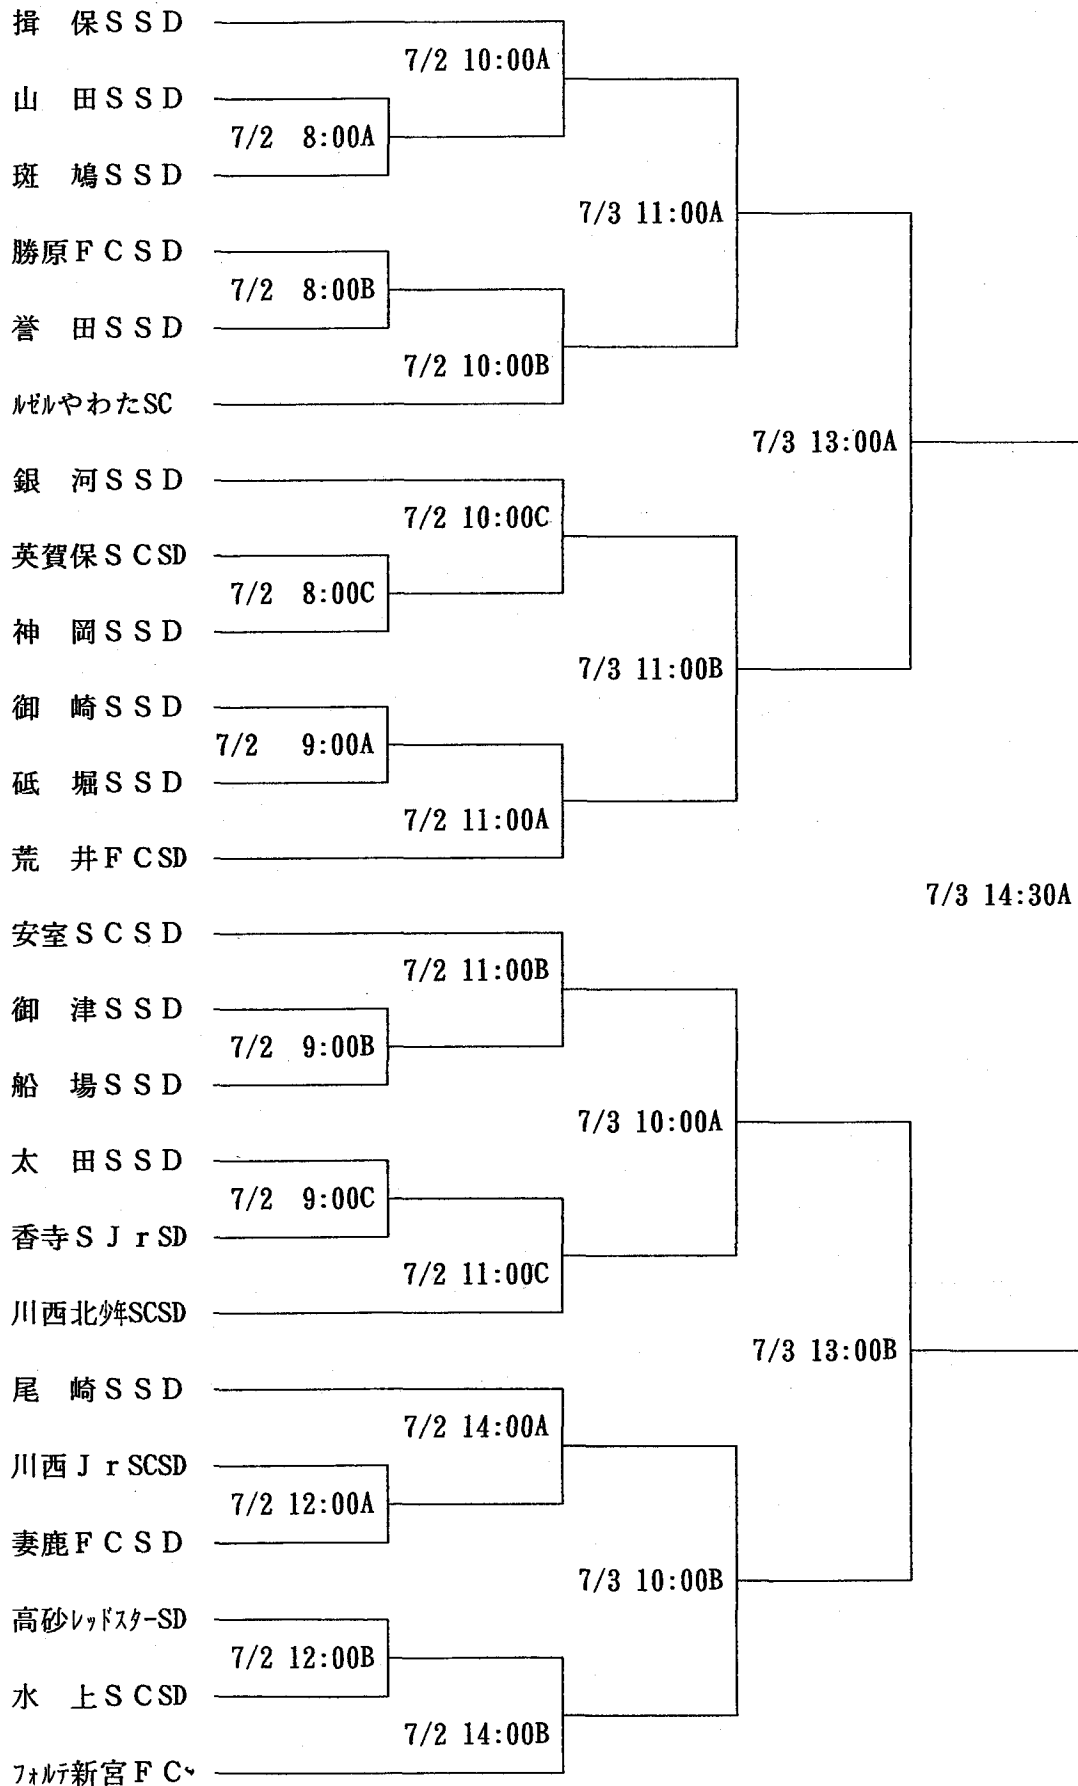 揖　保ＳＳＤ
7/2 10:00A
山　田ＳＳＤ
7/2 8:00A
斑　鳩ＳＳＤ
7/3 11:00A
勝原ＦＣＳＤ
7/2 8:00B
誉　田ＳＳＤ
7/2 10:00B
ﾙｾﾞﾙやわたSC
7/3 13:00A
銀　河ＳＳＤ
7/2 10:00C
英賀保ＳＣSD
7/2 8:00C
神　岡ＳＳＤ
7/3 11:00B
御　崎ＳＳＤ
7/2 9:00A
砥　堀ＳＳＤ
7/2 11:00A
荒　井ＦＣSD
7/3 14:30A
安室ＳＣＳＤ
7/2 11:00B
御　津ＳＳＤ
7/2 9:00B
船　場ＳＳＤ
7/3 10:00A
太　田ＳＳＤ
7/2 9:00C
香寺ＳＪｒSD
7/2 11:00C
川西北少年SCSD
7/3 13:00B
尾　崎ＳＳＤ
7/2 14:00A
川西ＪｒSCSD
7/2 12:00A
妻鹿ＦＣＳＤ
7/3 10:00B
高砂ﾚｯﾄﾞｽﾀｰSD
7/2 12:00B
水　上ＳＣSD
7/2 14:00B
ﾌｫﾙﾃ新宮ＦＣ